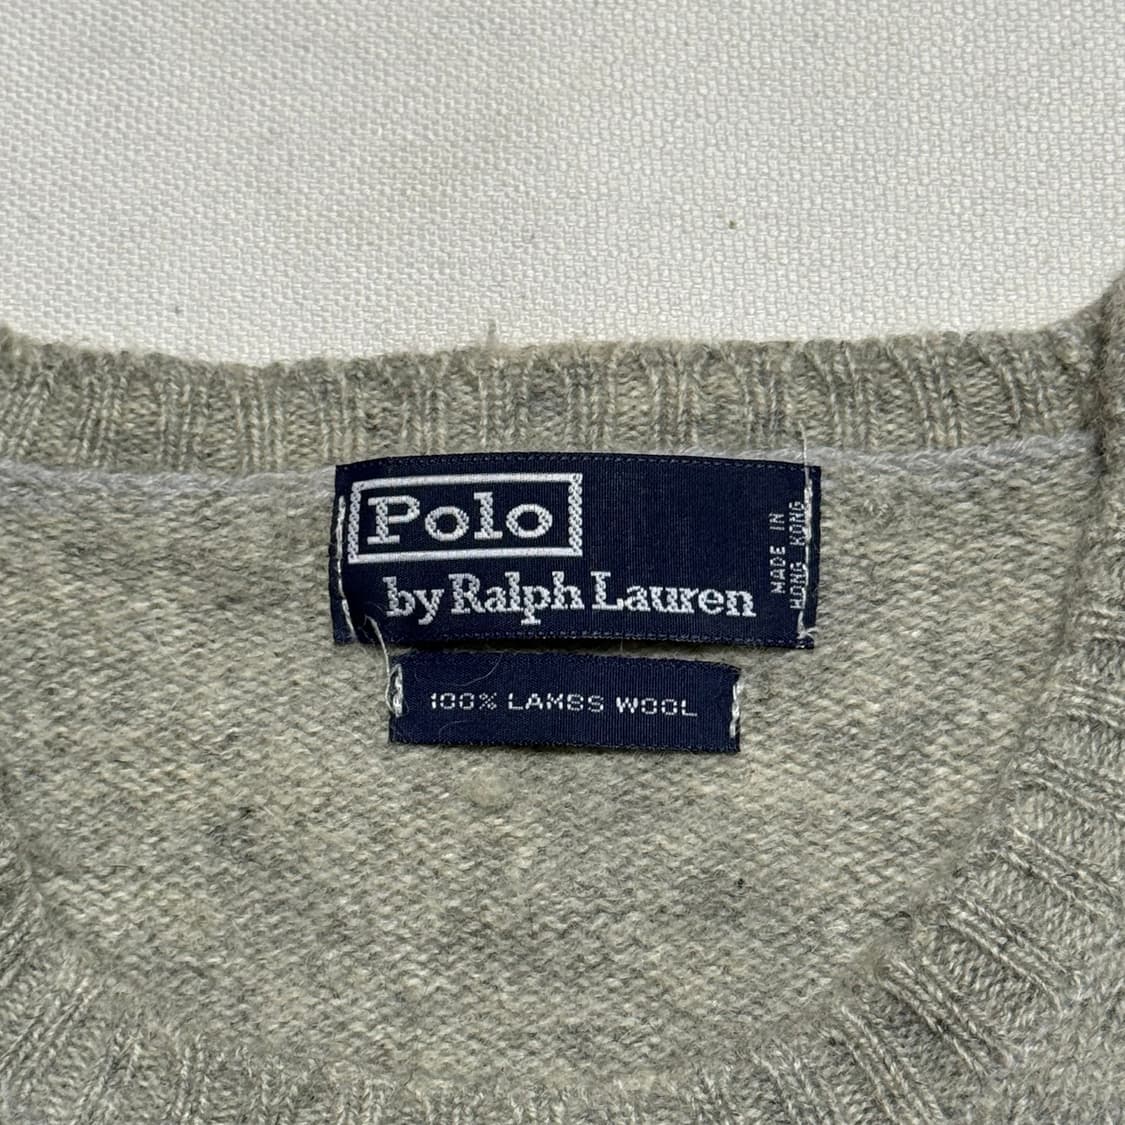 Polo
by Ralph Lauren
MADE IN
HONG KONG
100% LAMBS WOOL